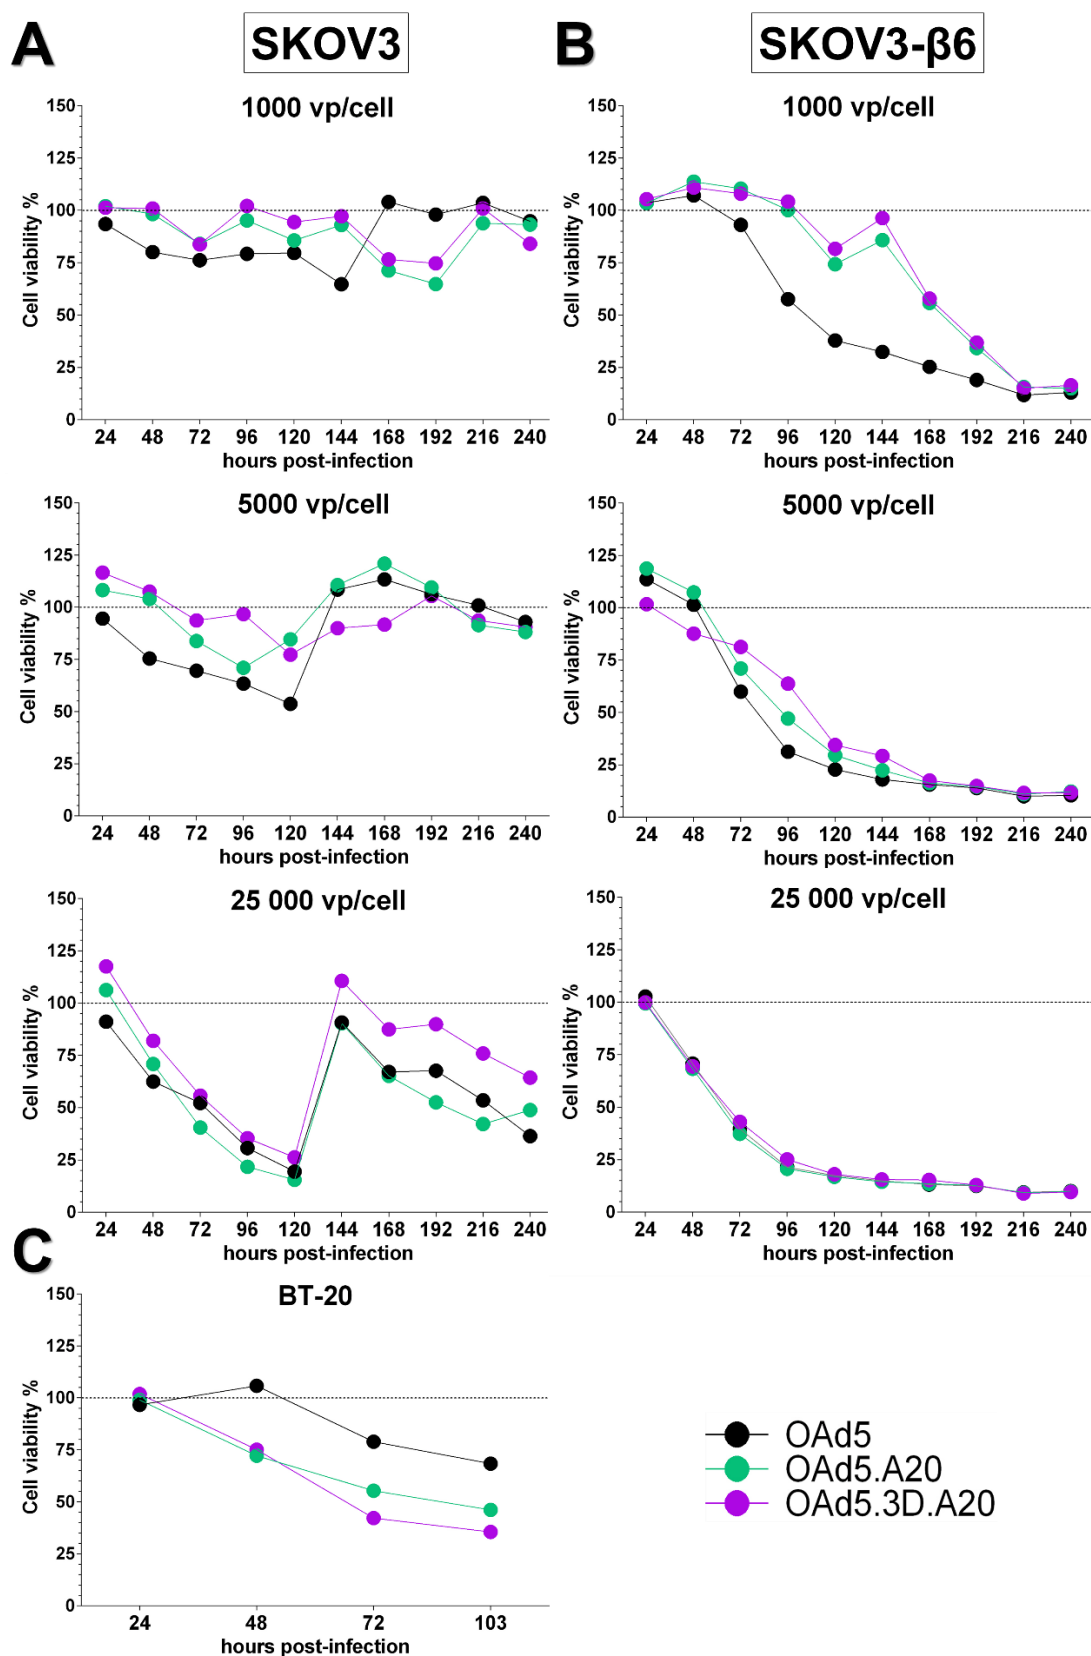 A
SKOV3
B
SKOV3-β6
1000 vp/cell
150
125
100
75
50
25
0
Cell viability %
24 48 72 96 120 144 168 192 216 240
hours post-infection
1000 vp/cell
150
125
100
75
50
25
0
Cell viability %
24 48 72 96 120 144 168 192 216 240
hours post-infection
5000 vp/cell
150
125
100
75
50
25
0
Cell viability %
24 48 72 96 120 144 168 192 216 240
hours post-infection
5000 vp/cell
150
125
100
75
50
25
0
Cell viability %
24 48 72 96 120 144 168 192 216 240
hours post-infection
25 000 vp/cell
150
125
100
75
50
25
0
Cell viability %
24 48 72 96 120 144 168 192 216 240
hours post-infection
25 000 vp/cell
150
125
100
75
50
25
0
Cell viability %
24 48 72 96 120 144 168 192 216 240
hours post-infection
C
BT-20
150
125
100
75
50
25
0
Cell viability %
24 48 72 103
hours post-infection
OAd5
OAd5.A20
OAd5.3D.A20